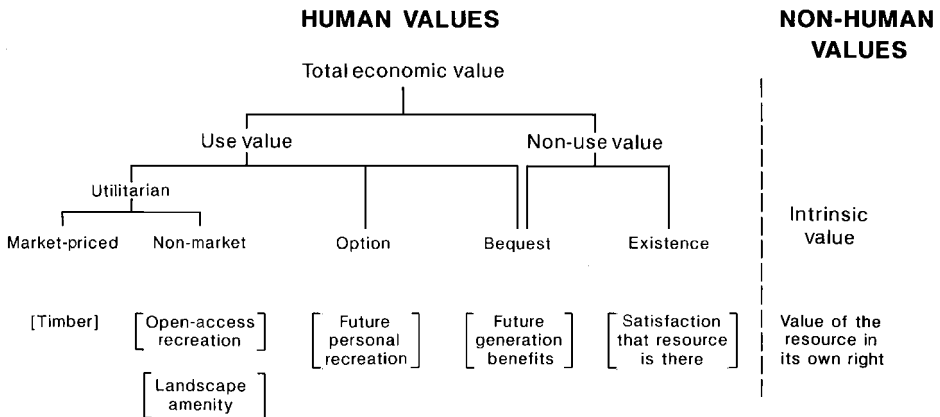 HUMAN VALUES
NON-HUMAN
VALUES
Total economic value
Use value
Non-use value
Utilitarian
Market-priced
Non-market
Option
Bequest
Existence
Intrinsic
value
[Timber]
[Open-access
recreation]
[Landscape
amenity]
[Future
personal
recreation]
[Future
generation
benefits]
[Satisfaction
that resource
is there]
Value of the
resource in
its own right